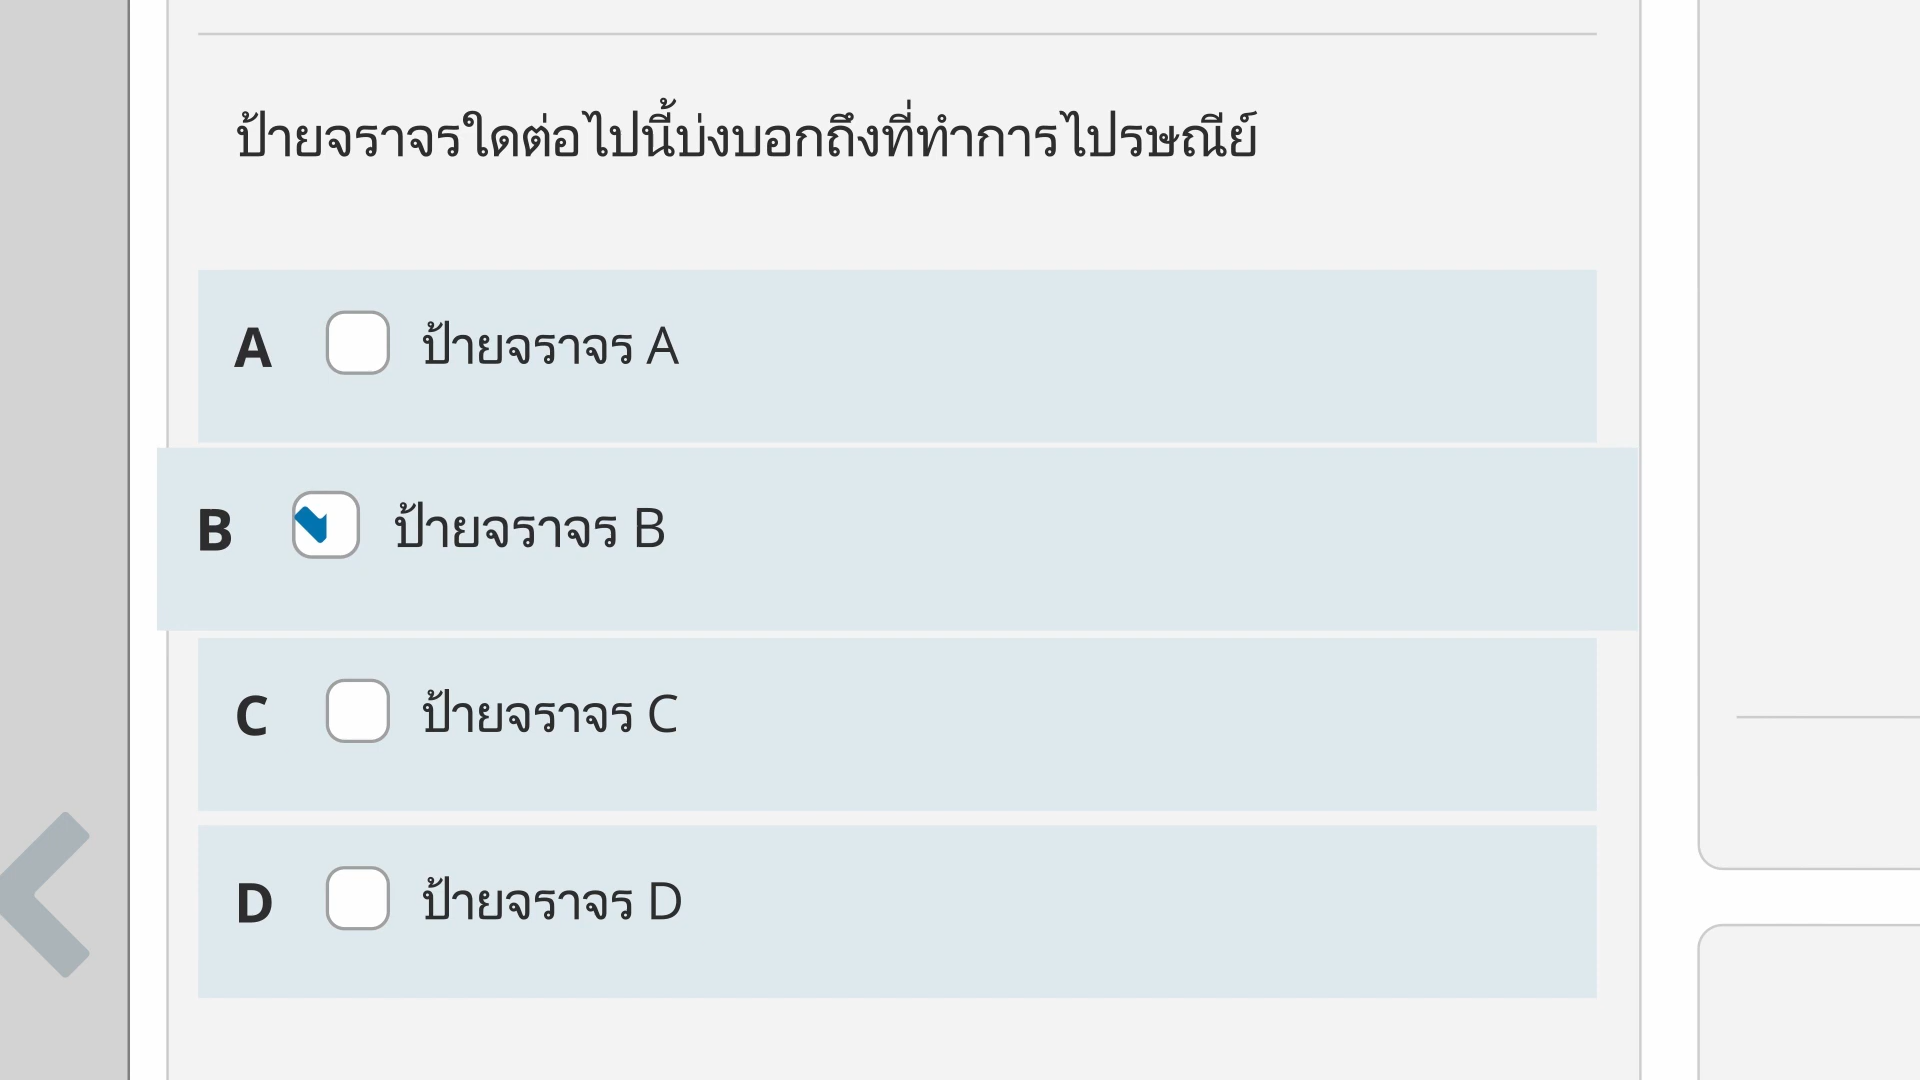 ป้ายจราจรใดต่อไปนี้บ่งบอกถึงที่ทำการไปรษณีย์
A ป้ายจราจร A
B ป้ายจราจร B
C ป้ายจราจร C
D ป้ายจราจร D